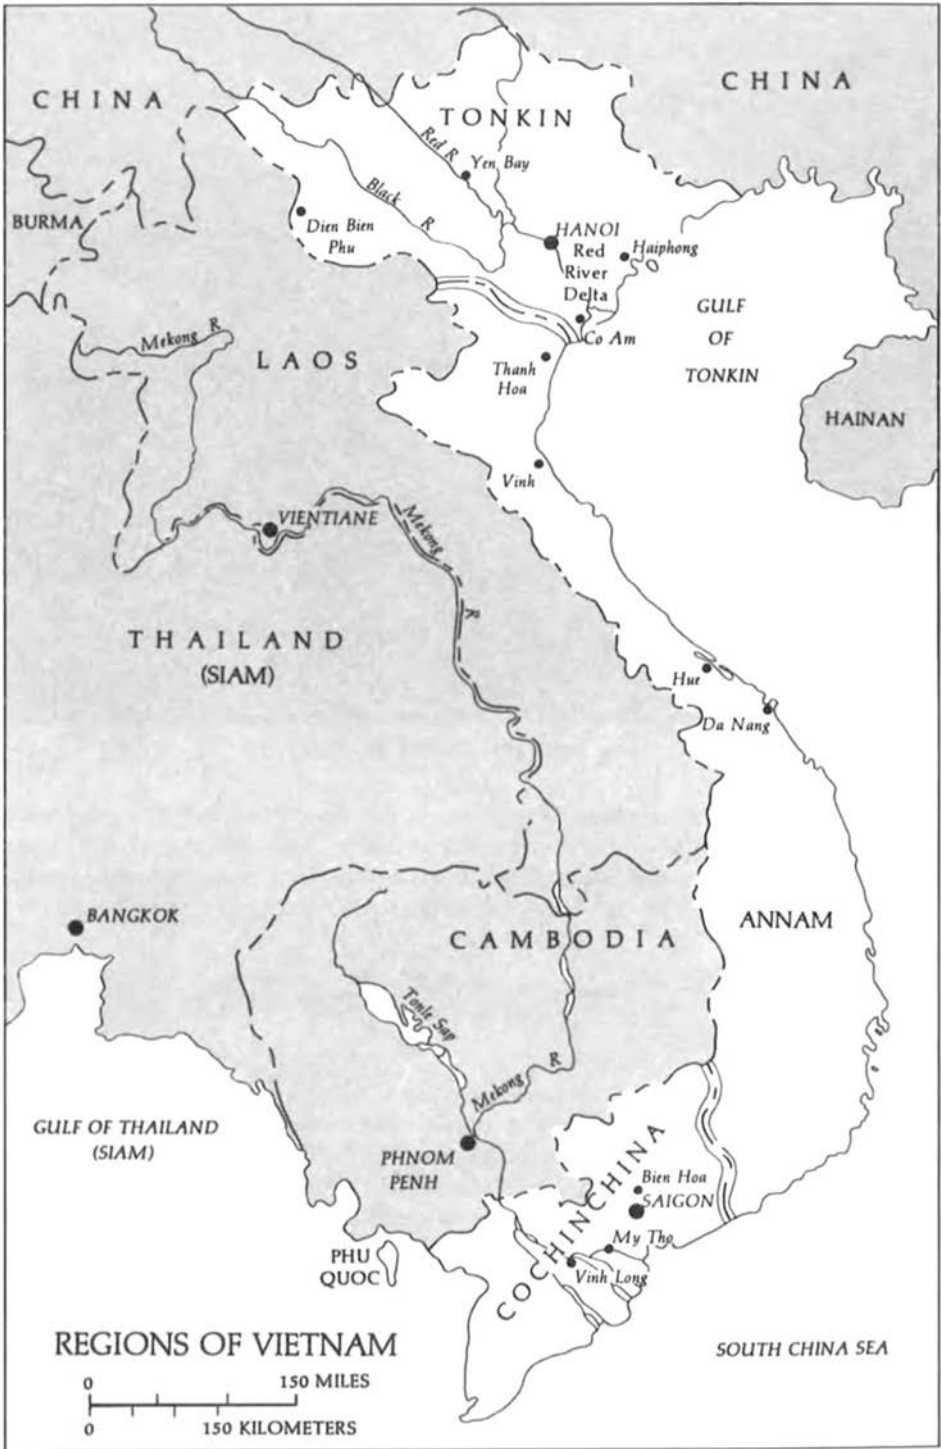 CHINA
CHINA
TONKIN
Red R
Yen Bay
Black R
BURMA
Dien Bien
Phu
HANOI
Red
River
Delta
Haiphong
GULF
OF
TONKIN
Co Am
Mekong R
LAOS
Thanh
Hoa
HAINAN
Vinh
VIENTIANE
Mekong R
THAILAND
(SIAM)
Hue
Da Nang
BANGKOK
CAMBODIA
ANNAM
Tonle Sap
Mekong R
GULF OF THAILAND
(SIAM)
PHNOM
PENH
COCHINCHINA
Bien Hoa
SAIGON
My Tho
Vinh Long
PHU
QUOC
REGIONS OF VIETNAM
SOUTH CHINA SEA
0 150 MILES
0 150 KILOMETERS